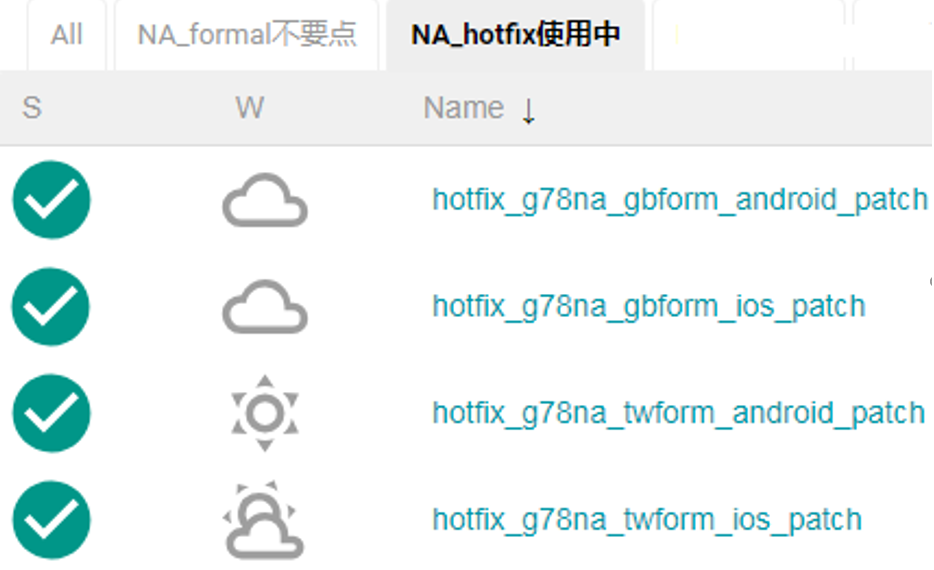 All NA_formal不要点 NA_hotfix使用中
S W Name ↓
hotfix_g78na_gbform_android_patch
hotfix_g78na_gbform_ios_patch
hotfix_g78na_twform_android_patch
hotfix_g78na_twform_ios_patch